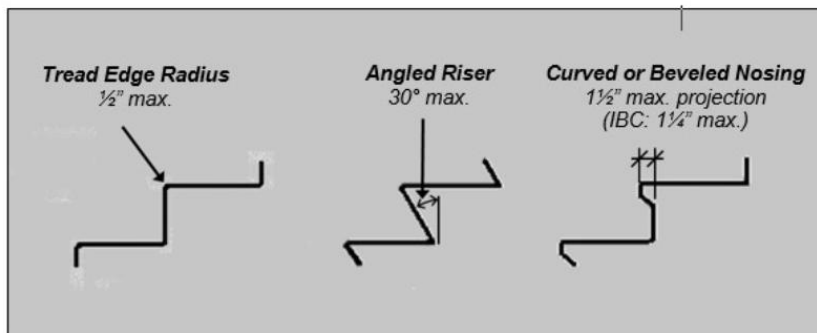 Tread Edge Radius
½" max.
Angled Riser
30° max.
Curved or Beveled Nosing
1½" max. projection
(IBC: 1¼" max.)